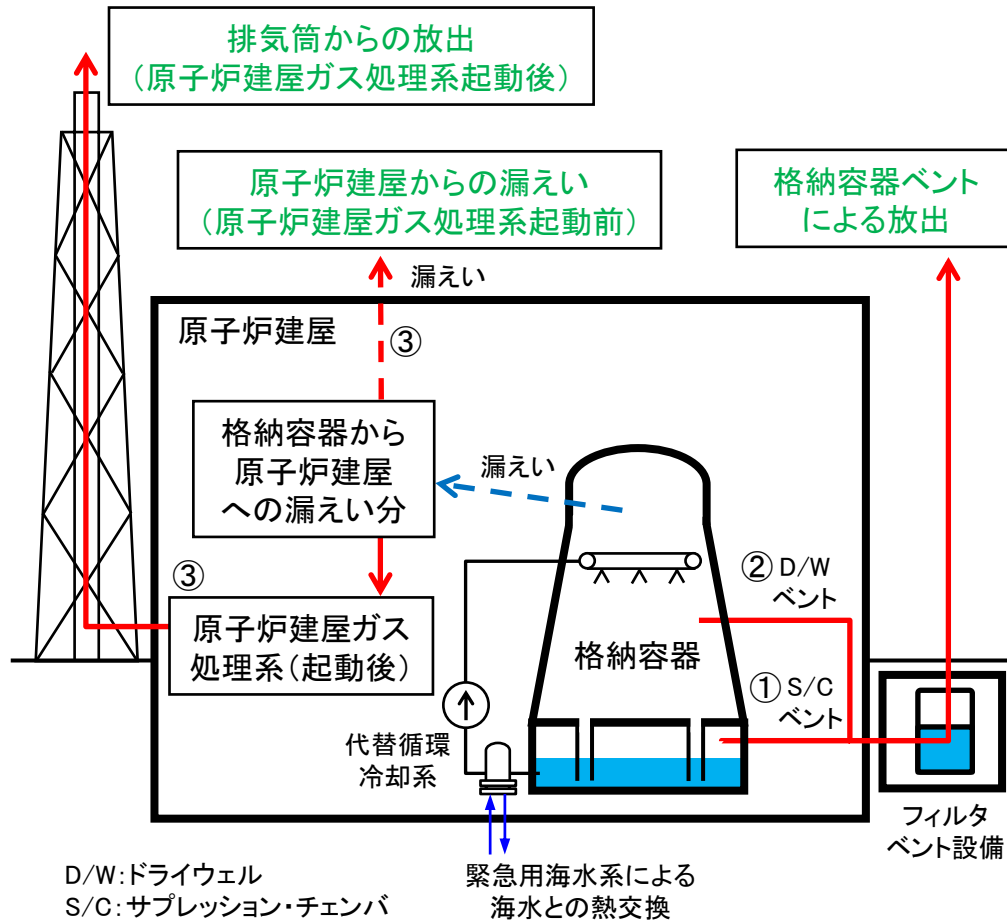 排気筒からの放出
(原子炉建屋ガス処理系起動後)
原子炉建屋からの漏えい
(原子炉建屋ガス処理系起動前)
格納容器ベント
による放出
漏えい
原子炉建屋
③
格納容器から
原子炉建屋
への漏えい分
漏えい
③
原子炉建屋ガス
処理系(起動後)
② D/W
ベント
格納容器
① S/C
ベント
代替循環
冷却系
フィルタ
ベント設備
D/W:ドライウェル
S/C:サプレッション・チェンバ
緊急用海水系による
海水との熱交換